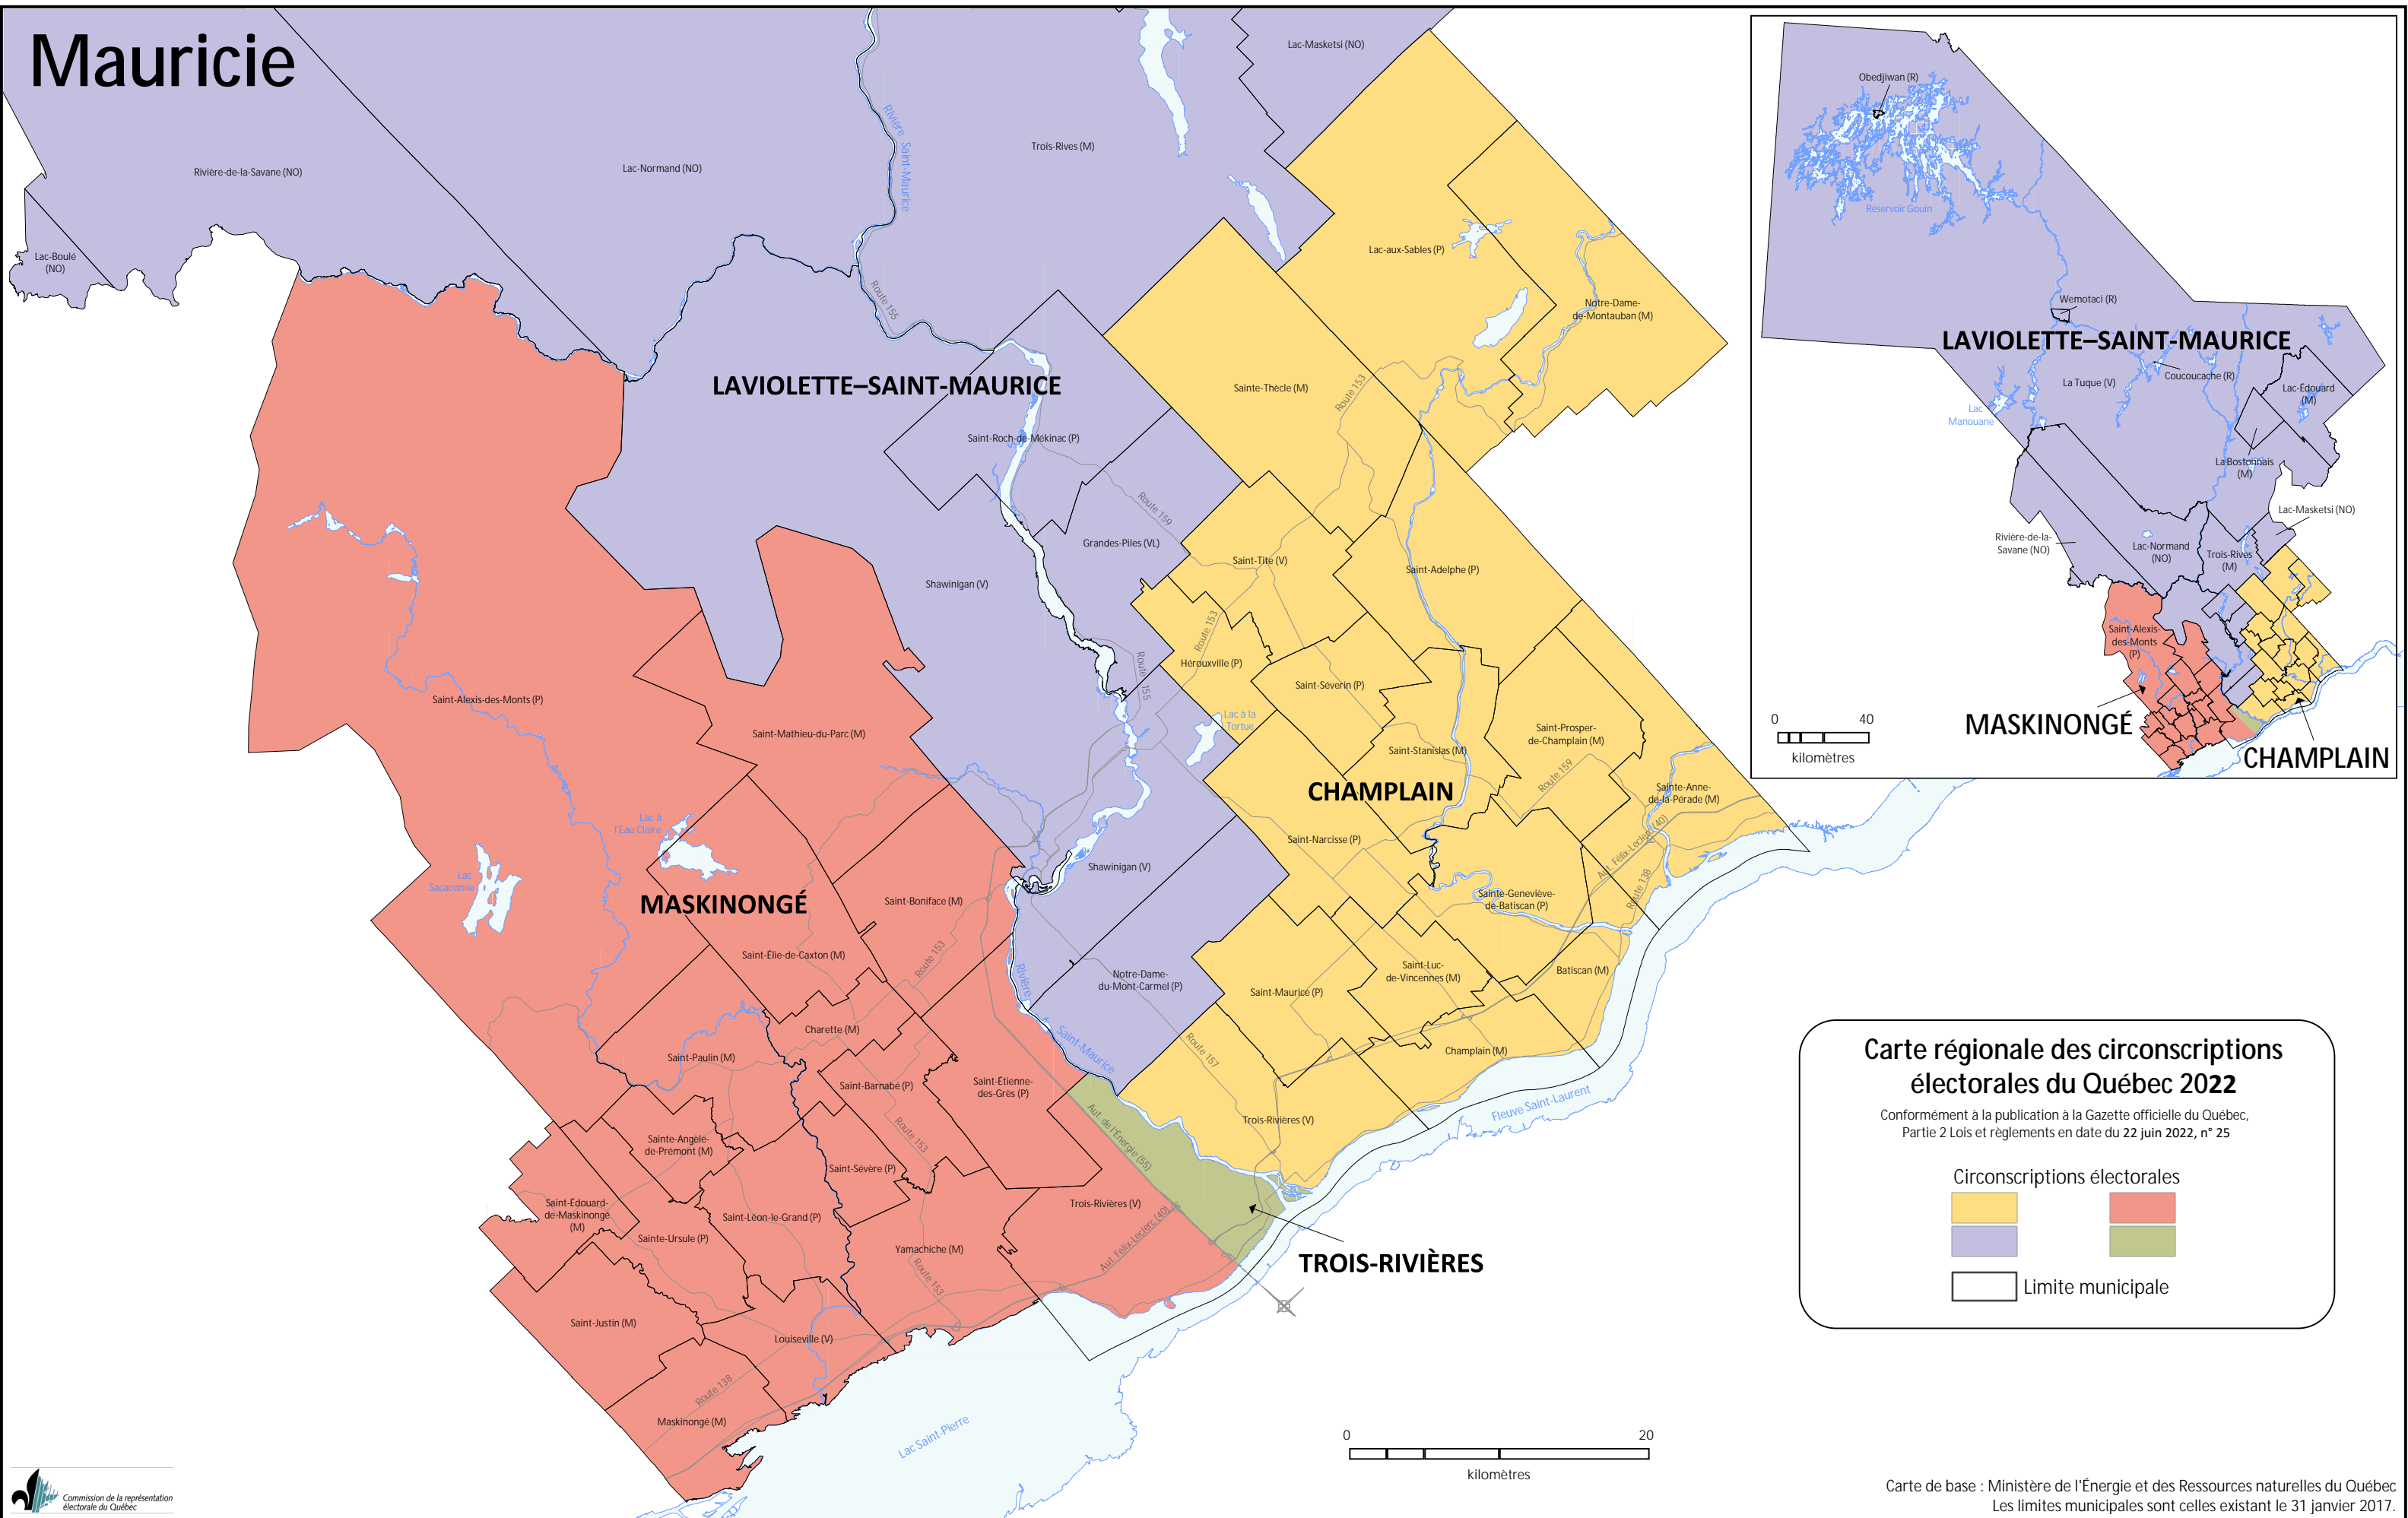 Mauricie
Lac-Masketsi (NO)
Trois-Rives (M)
Rivière Saint-Maurice
Lac-Normand (NO)
Rivière-de-la-Savane (NO)
Lac-Boulé
(NO)
Route 155
Lac-aux-Sables (P)
Notre-Dame-
de-Montauban (M)
LAVIOLETTE–SAINT-MAURICE
Sainte-Thècle (M)
Route 153
Saint-Roch-de-Mékinac (P)
Route 159
Grandes-Piles (VL)
Saint-Tite (V)
Saint-Adelphe (P)
Shawinigan (V)
Route 153
Hérouxville (P)
Route 155
Saint-Séverin (P)
Saint-Alexis-des-Monts (P)
Lac à la
Tortue
Saint-Mathieu-du-Parc (M)
Saint-Prosper-
de-Champlain (M)
Saint-Stanislas (M)
Route 159
CHAMPLAIN
Sainte-Anne-
de-la-Pérade (M)
Lac à
l'Eau Claire
Aut. Félix-Leclerc (40)
Saint-Narcisse (P)
Shawinigan (V)
Lac
Sacacomie
MASKINONGÉ
Saint-Boniface (M)
Route 138
Sainte-Geneviève-
de-Batiscan (P)
Saint-Élie-de-Caxton (M)
Route 153
Rivière
Saint-Maurice
Notre-Dame-
du-Mont-Carmel (P)
Saint-Maurice (P)
Saint-Luc-
de-Vincennes (M)
Batiscan (M)
Charette (M)
Route 157
Champlain (M)
Saint-Paulin (M)
Saint-Barnabé (P)
Saint-Étienne-
des-Grès (P)
Aut. de l'Énergie (55)
Trois-Rivières (V)
Fleuve Saint-Laurent
Sainte-Angèle-
de-Prémont (M)
Route 153
Saint-Sévère (P)
Saint-Édouard-
de-Maskinongé
(M)
Saint-Léon-le-Grand (P)
Trois-Rivières (V)
Sainte-Ursule (P)
Yamachiche (M)
Aut. Félix-Leclerc (40)
TROIS-RIVIÈRES
Route 153
Saint-Justin (M)
Louiseville (V)
Route 138
Maskinongé (M)
Lac Saint-Pierre
0 20
kilomètres
Obedjiwan (R)
Réservoir Gouin
Wemotaci (R)
LAVIOLETTE–SAINT-MAURICE
Coucoucache (R)
La Tuque (V)
Lac-Édouard
(M)
Lac
Manouane
La Bostonnais
(M)
Lac-Masketsi (NO)
Rivière-de-la-
Savane (NO)
Lac-Normand
(NO)
Trois-Rives
(M)
Saint-Alexis-
des-Monts
(P)
0 40
kilomètres
MASKINONGÉ
CHAMPLAIN
Carte régionale des circonscriptions
électorales du Québec 2022
Conformément à la publication à la Gazette officielle du Québec,
Partie 2 Lois et règlements en date du 22 juin 2022, n° 25
Circonscriptions électorales
Limite municipale
Commission de la représentation
électorale du Québec
Carte de base : Ministère de l'Énergie et des Ressources naturelles du Québec
Les limites municipales sont celles existant le 31 janvier 2017.